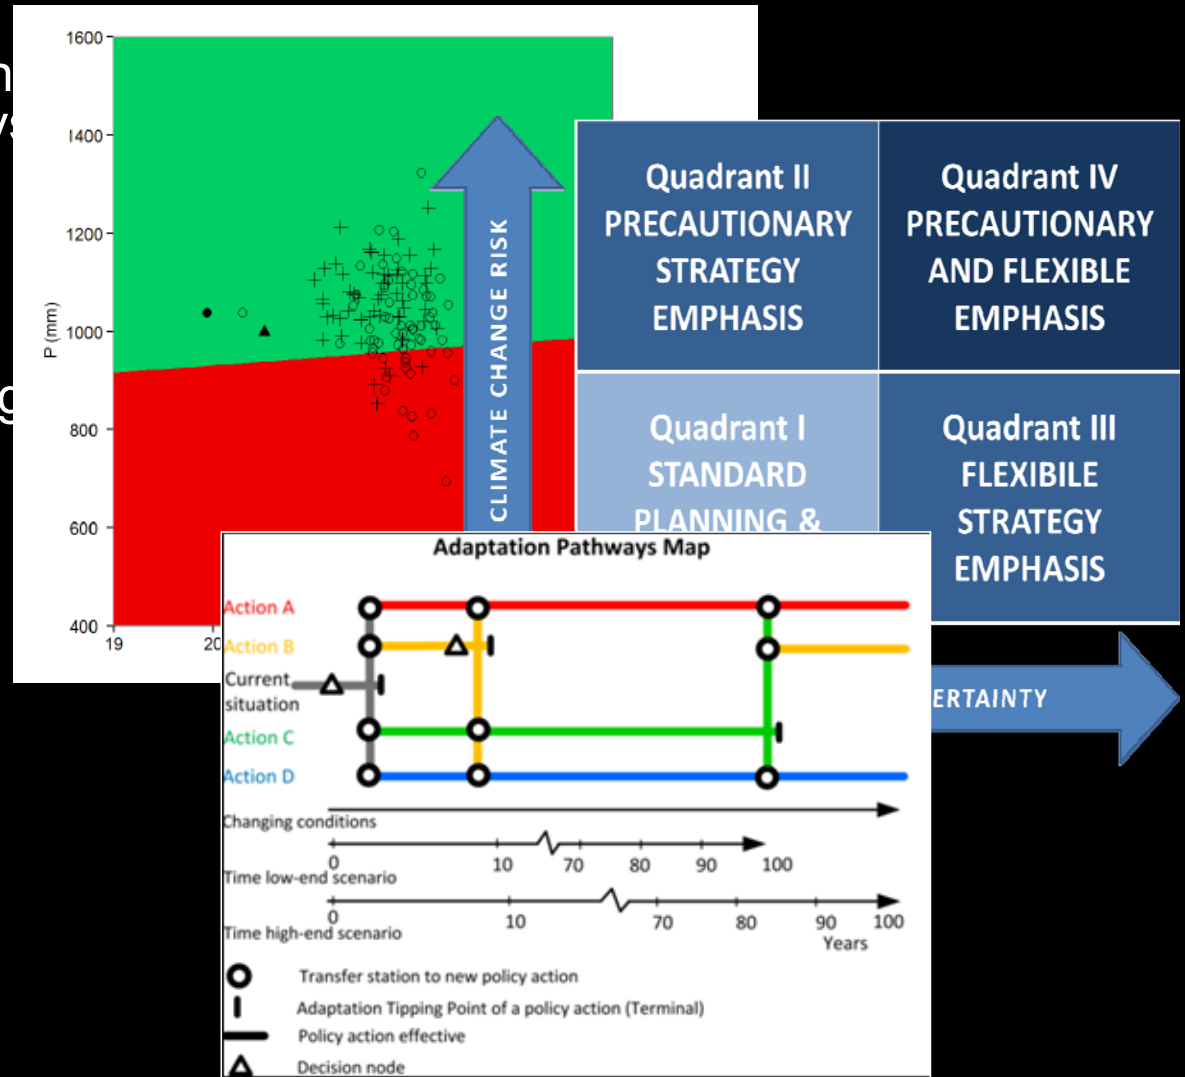 1600
1400
1200
1000
800
600
400
P (mm)
19
20
CLIMATE CHANGE RISK
Quadrant II
PRECAUTIONARY
STRATEGY
EMPHASIS
Quadrant IV
PRECAUTIONARY
AND FLEXIBLE
EMPHASIS
Quadrant I
STANDARD
PLANNING &
Quadrant III
FLEXIBILE
STRATEGY
EMPHASIS
ERTAINTY
Adaptation Pathways Map
Action A
Action B
Current
situation
Action C
Action D
Changing conditions
0 10 70 80 90 100
Time low-end scenario
0 10 70 80 90 100
Time high-end scenario
Years
Transfer station to new policy action
Adaptation Tipping Point of a policy action (Terminal)
Policy action effective
Decision node